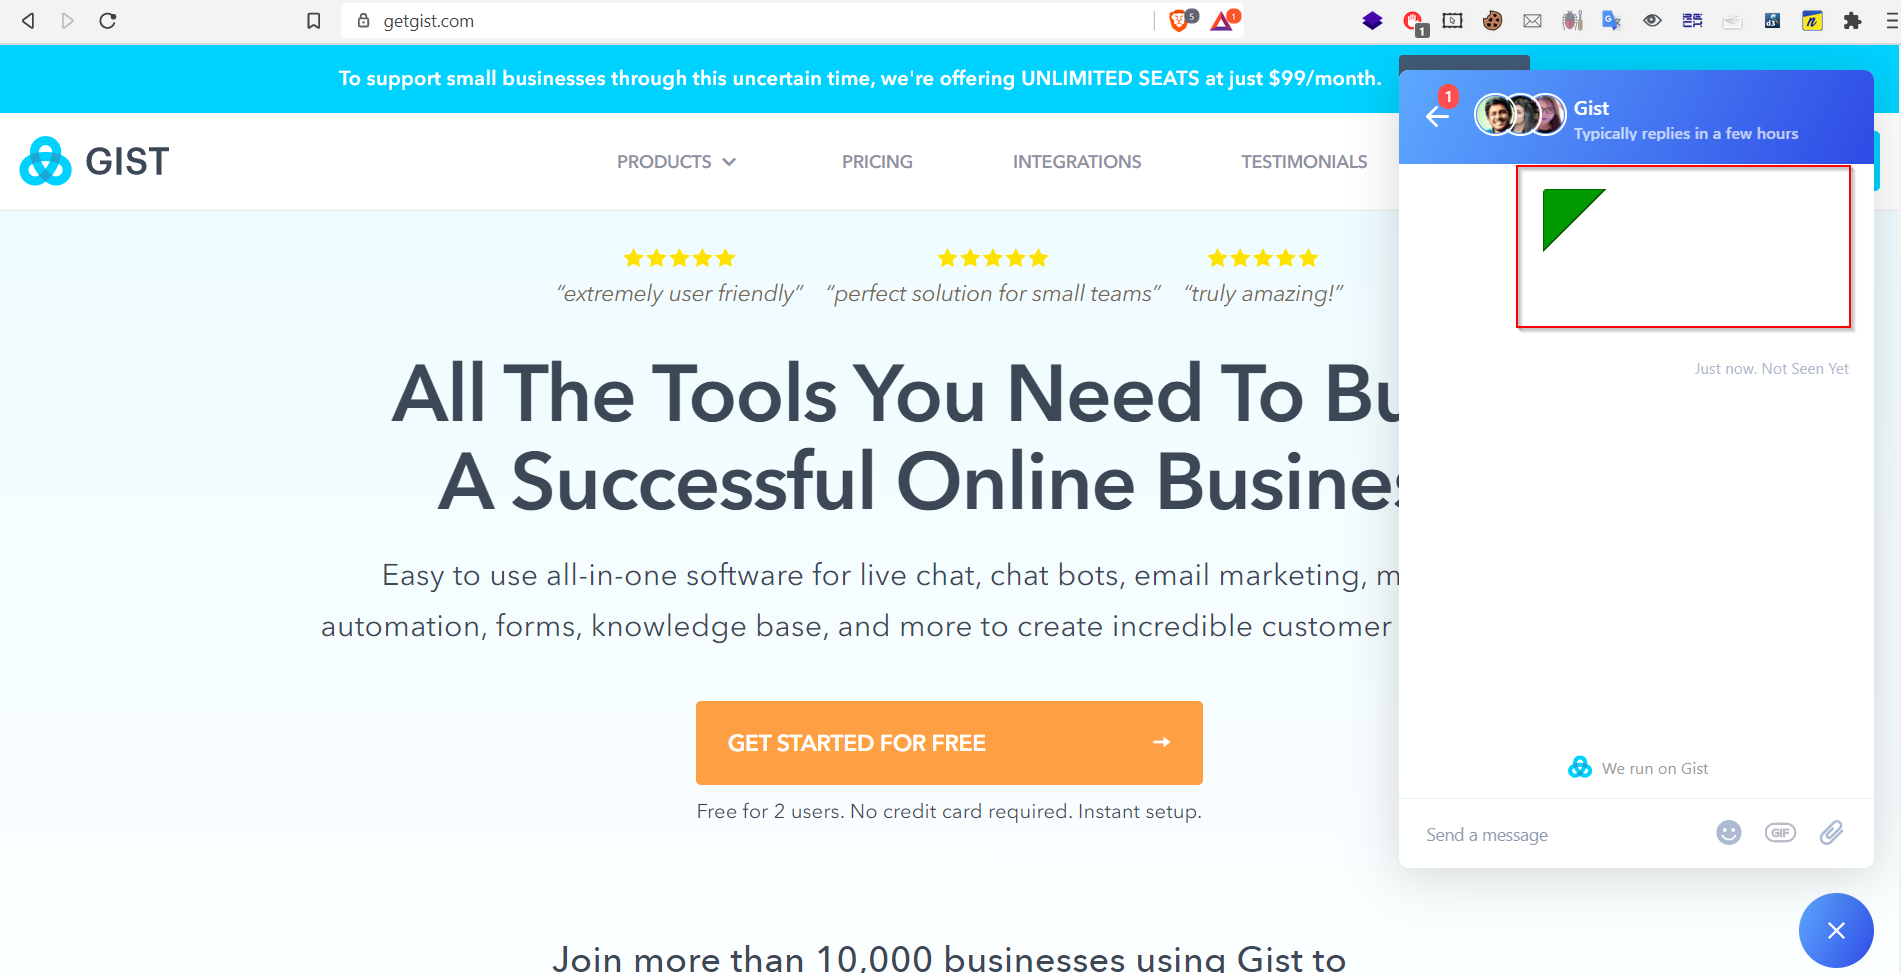 getgist.com
5
1
1
To support small businesses through this uncertain time, we're offering UNLIMITED SEATS at just $99/month.
GIST
PRODUCTS
PRICING
INTEGRATIONS
TESTIMONIALS
“extremely user friendly”
“perfect solution for small teams”
“truly amazing!”
All The Tools You Need To Bu
A Successful Online Busines
Easy to use all-in-one software for live chat, chat bots, email marketing, m
automation, forms, knowledge base, and more to create incredible customer
GET STARTED FOR FREE
Free for 2 users. No credit card required. Instant setup.
Join more than 10,000 businesses using Gist to
1
Gist
Typically replies in a few hours
Just now. Not Seen Yet
We run on Gist
Send a message
GIF